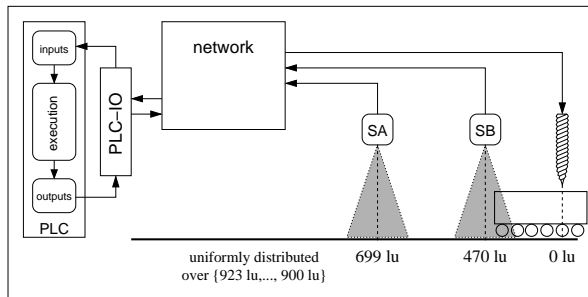 inputs
execution
outputs
PLC
PLC–IO
network
SA
SB
uniformly distributed
over {923 lu,..., 900 lu}
699 lu
470 lu
0 lu